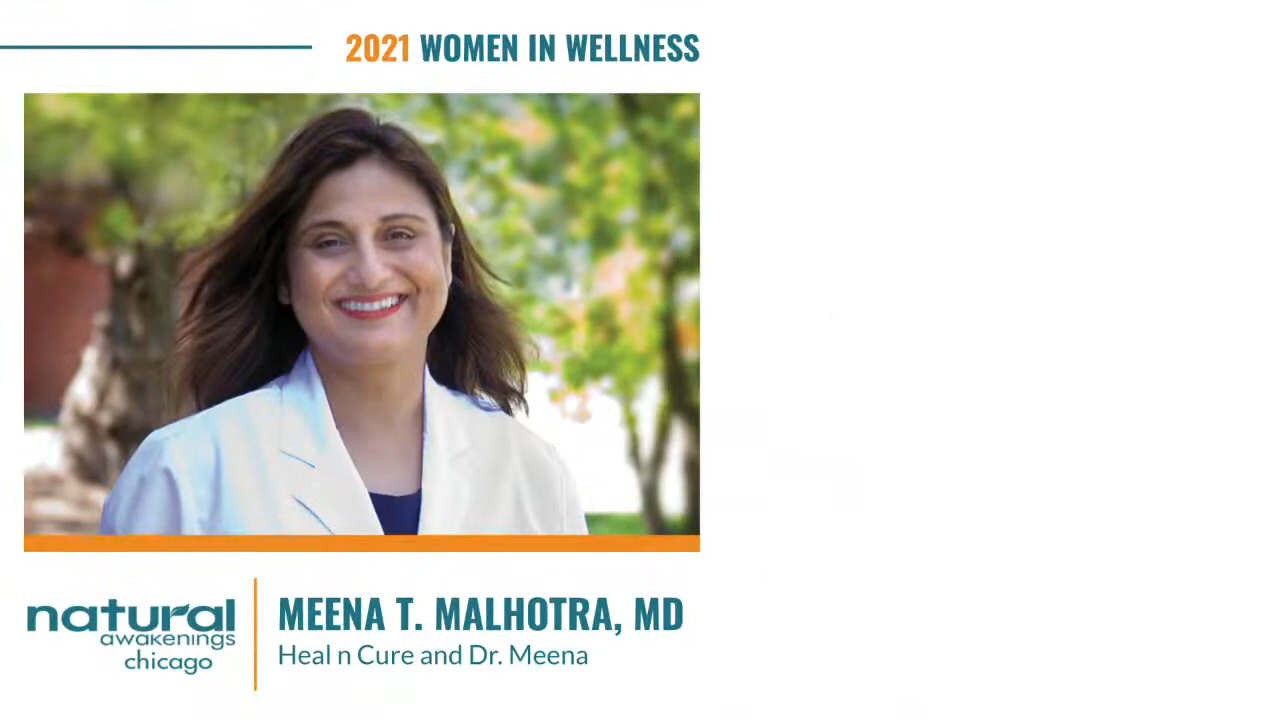 2021 WOMEN IN WELLNESS
natural
awakenings
chicago
MEENA T. MALHOTRA, MD
Heal n Cure and Dr. Meena